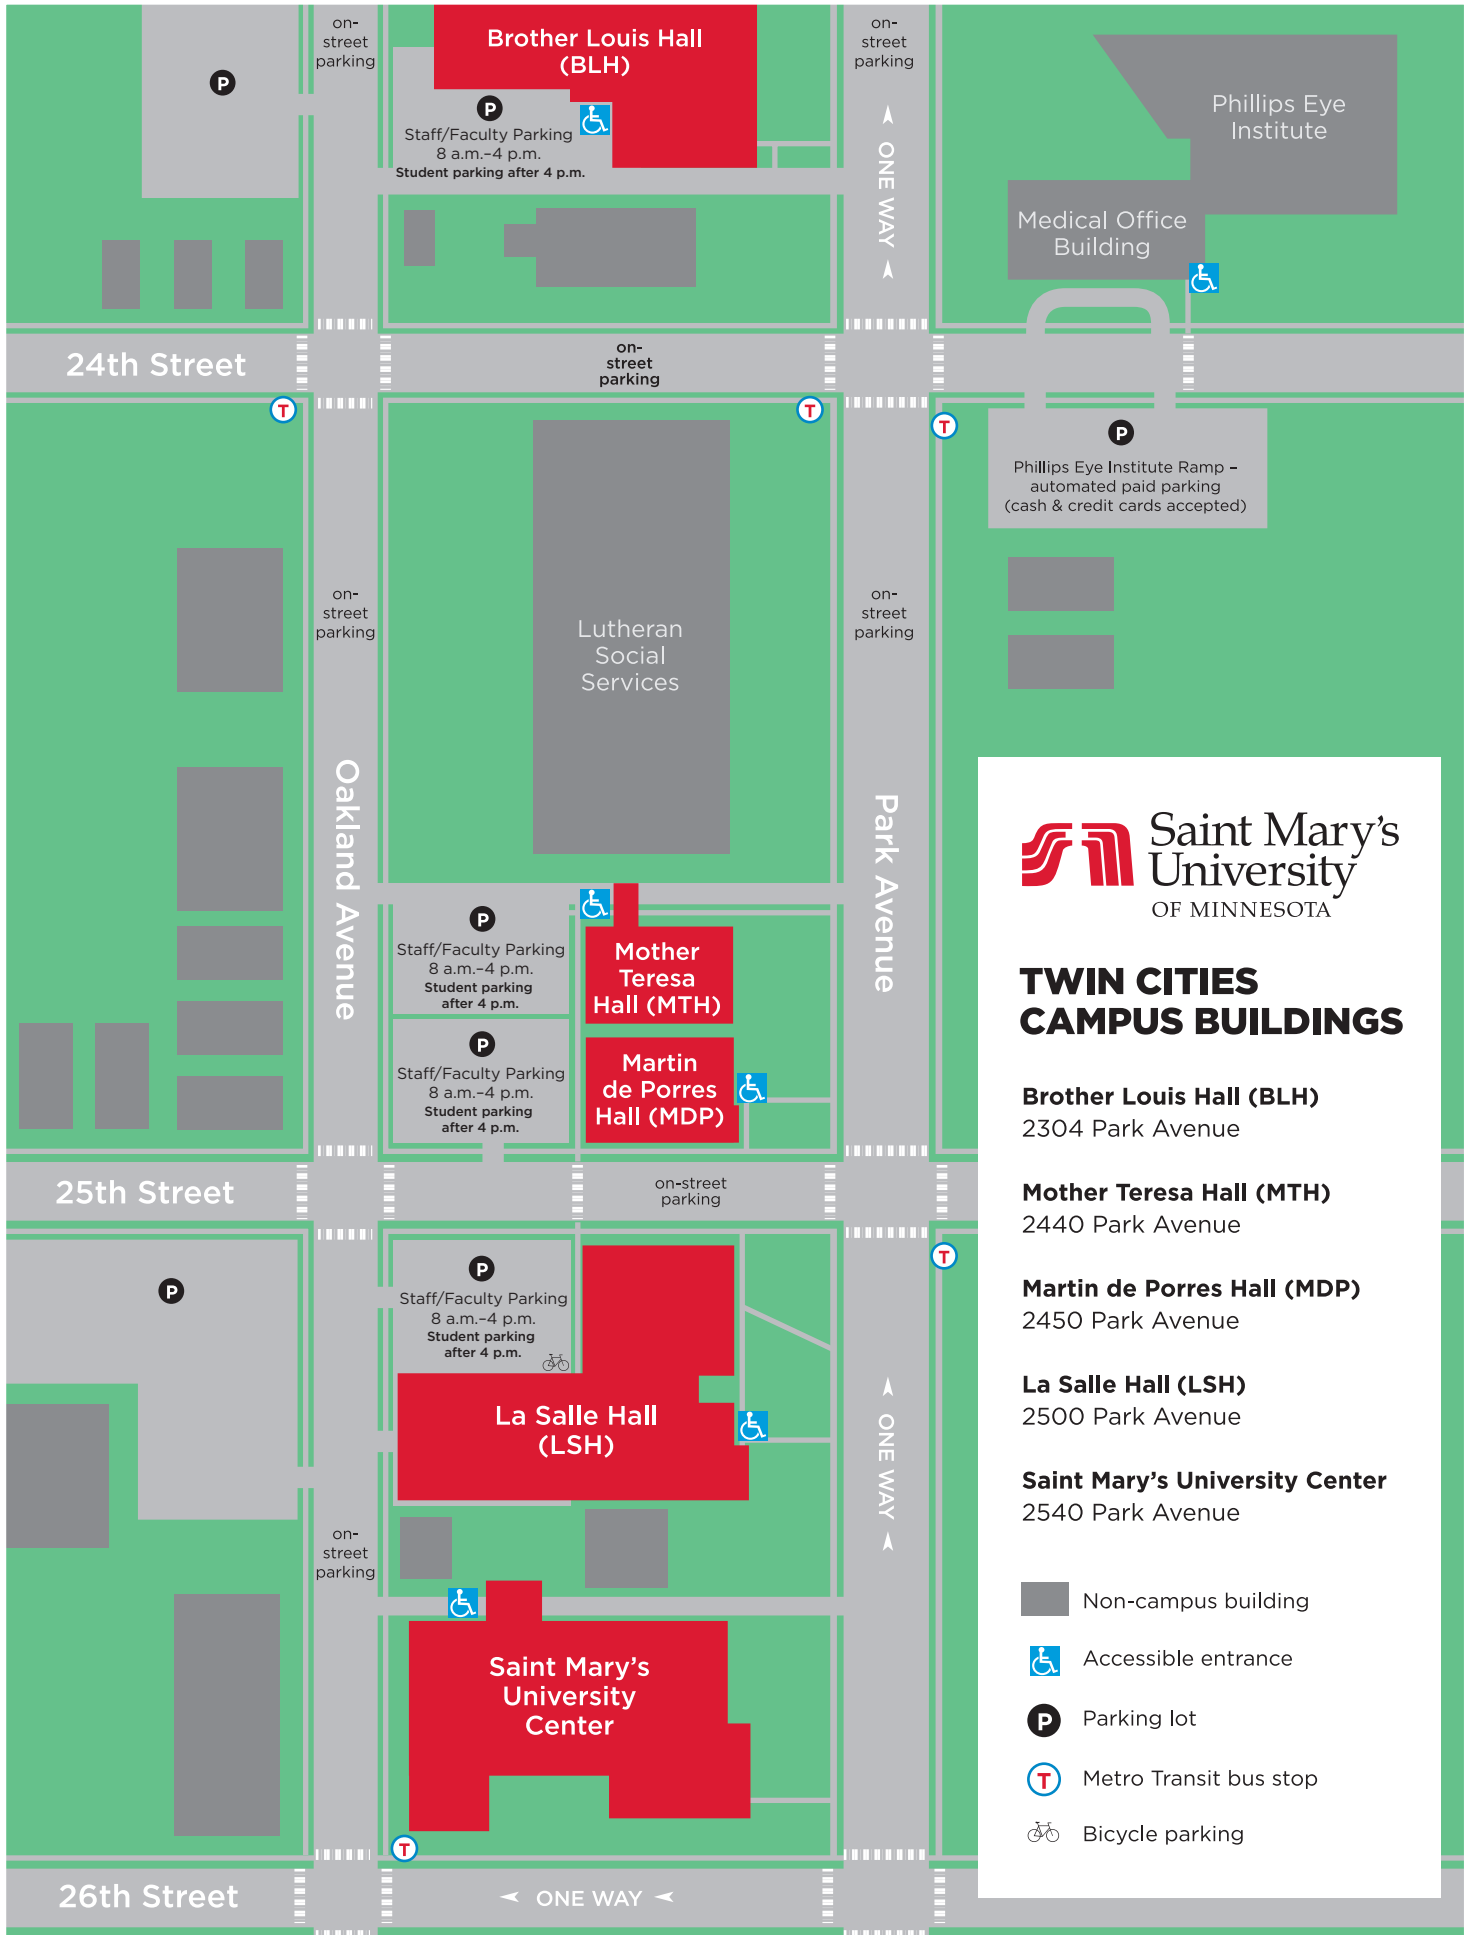 on-
street
parking
Brother Louis Hall
(BLH)
on-
street
parking
P
P
Staff/Faculty Parking
8 a.m.–4 p.m.
Student parking after 4 p.m.
ONE WAY
Phillips Eye
Institute
Medical Office
Building
24th Street
on-
street
parking
T
T
T
P
Phillips Eye Institute Ramp –
automated paid parking
(cash & credit cards accepted)
on-
street
parking
Lutheran
Social
Services
on-
street
parking
Oakland Avenue
Park Avenue
P
Staff/Faculty Parking
8 a.m.–4 p.m.
Student parking
after 4 p.m.
Mother
Teresa
Hall (MTH)
P
Staff/Faculty Parking
8 a.m.–4 p.m.
Student parking
after 4 p.m.
Martin
de Porres
Hall (MDP)
25th Street
on-street
parking
T
P
P
Staff/Faculty Parking
8 a.m.–4 p.m.
Student parking
after 4 p.m.
La Salle Hall
(LSH)
ONE WAY
on-
street
parking
Saint Mary's
University
Center
T
26th Street
ONE WAY
Saint Mary's
University
OF MINNESOTA
TWIN CITIES
CAMPUS BUILDINGS
Brother Louis Hall (BLH)
2304 Park Avenue
Mother Teresa Hall (MTH)
2440 Park Avenue
Martin de Porres Hall (MDP)
2450 Park Avenue
La Salle Hall (LSH)
2500 Park Avenue
Saint Mary's University Center
2540 Park Avenue
Non-campus building
Accessible entrance
P Parking lot
T Metro Transit bus stop
Bicycle parking